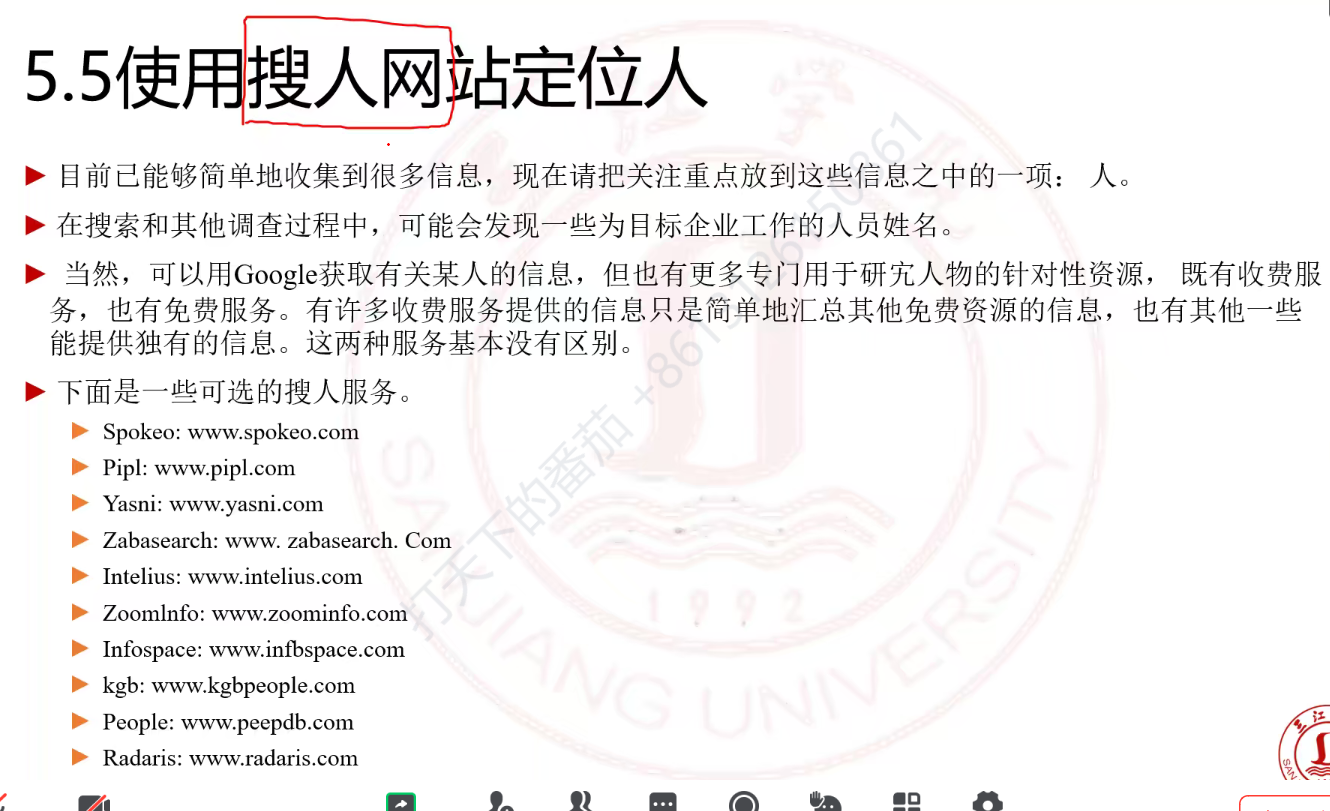 5.5使用搜人网站定位人
目前已能够简单地收集到很多信息，现在请把关注重点放到这些信息之中的一项： 人。
在搜索和其他调查过程中，可能会发现一些为目标企业工作的人员姓名。
当然，可以用Google获取有关某人的信息，但也有更多专门用于研宄人物的针对性资源， 既有收费服
务，也有免费服务。有许多收费服务提供的信息只是简单地汇总其他免费资源的信息，也有其他一些
能提供独有的信息。这两种服务基本没有区别。
下面是一些可选的搜人服务。
Spokeo: www.spokeo.com
Pipl: www.pipl.com
Yasni: www.yasni.com
Zabasearch: www. zabasearch. Com
Intelius: www.intelius.com
Zoomlnfo: www.zoominfo.com
Infospace: www.infbspace.com
kgb: www.kgbpeople.com
People: www.peepdb.com
Radaris: www.radaris.com
SANJIANG UNIVERSITY
1992
三江